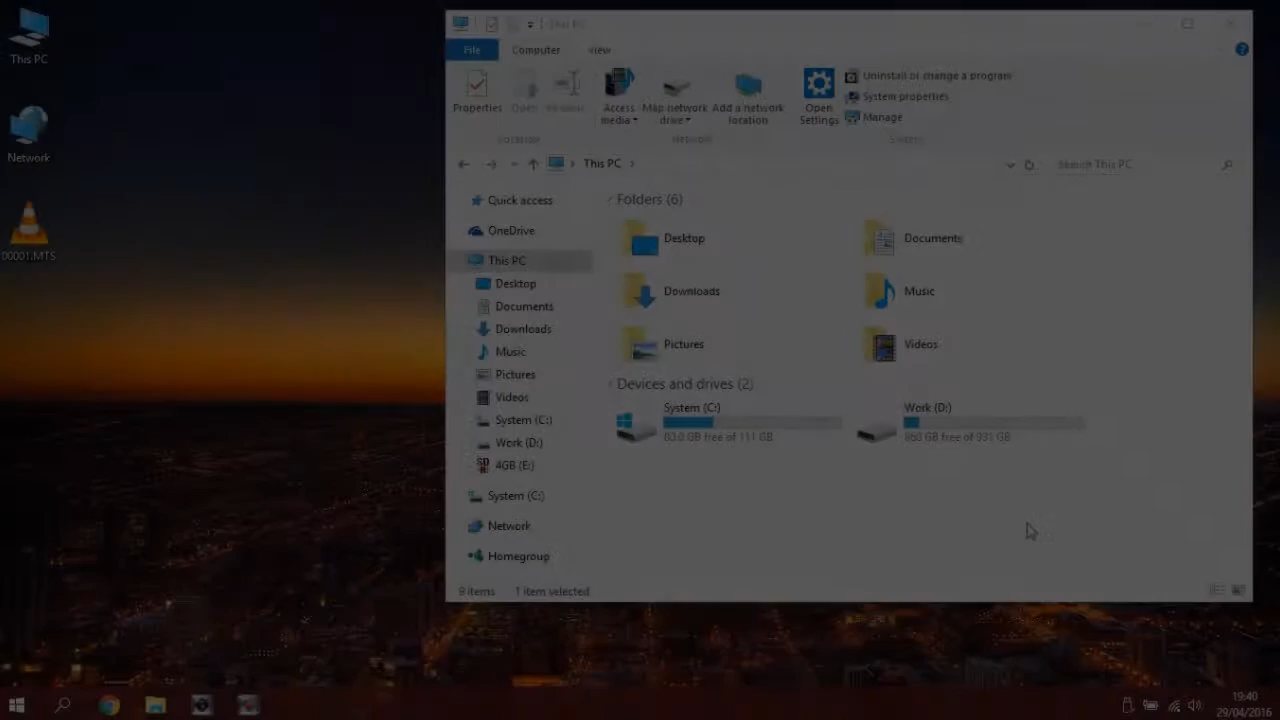 This PC
Network
00001.MTS
This PC
File
Computer
View
Properties
Open
Rename
Access media
Map network drive
Add a network location
Open Settings
Uninstall or change a program
System properties
Manage
Location
Network
System
This PC
Search This PC
Quick access
OneDrive
This PC
Desktop
Documents
Downloads
Music
Pictures
Videos
System (C:)
Work (D:)
4GB (E:)
System (C:)
Network
Homegroup
Folders (6)
Desktop
Documents
Downloads
Music
Pictures
Videos
Devices and drives (2)
System (C:)
83.0 GB free of 111 GB
Work (D:)
860 GB free of 931 GB
9 items
1 item selected
19:40
29/04/2016